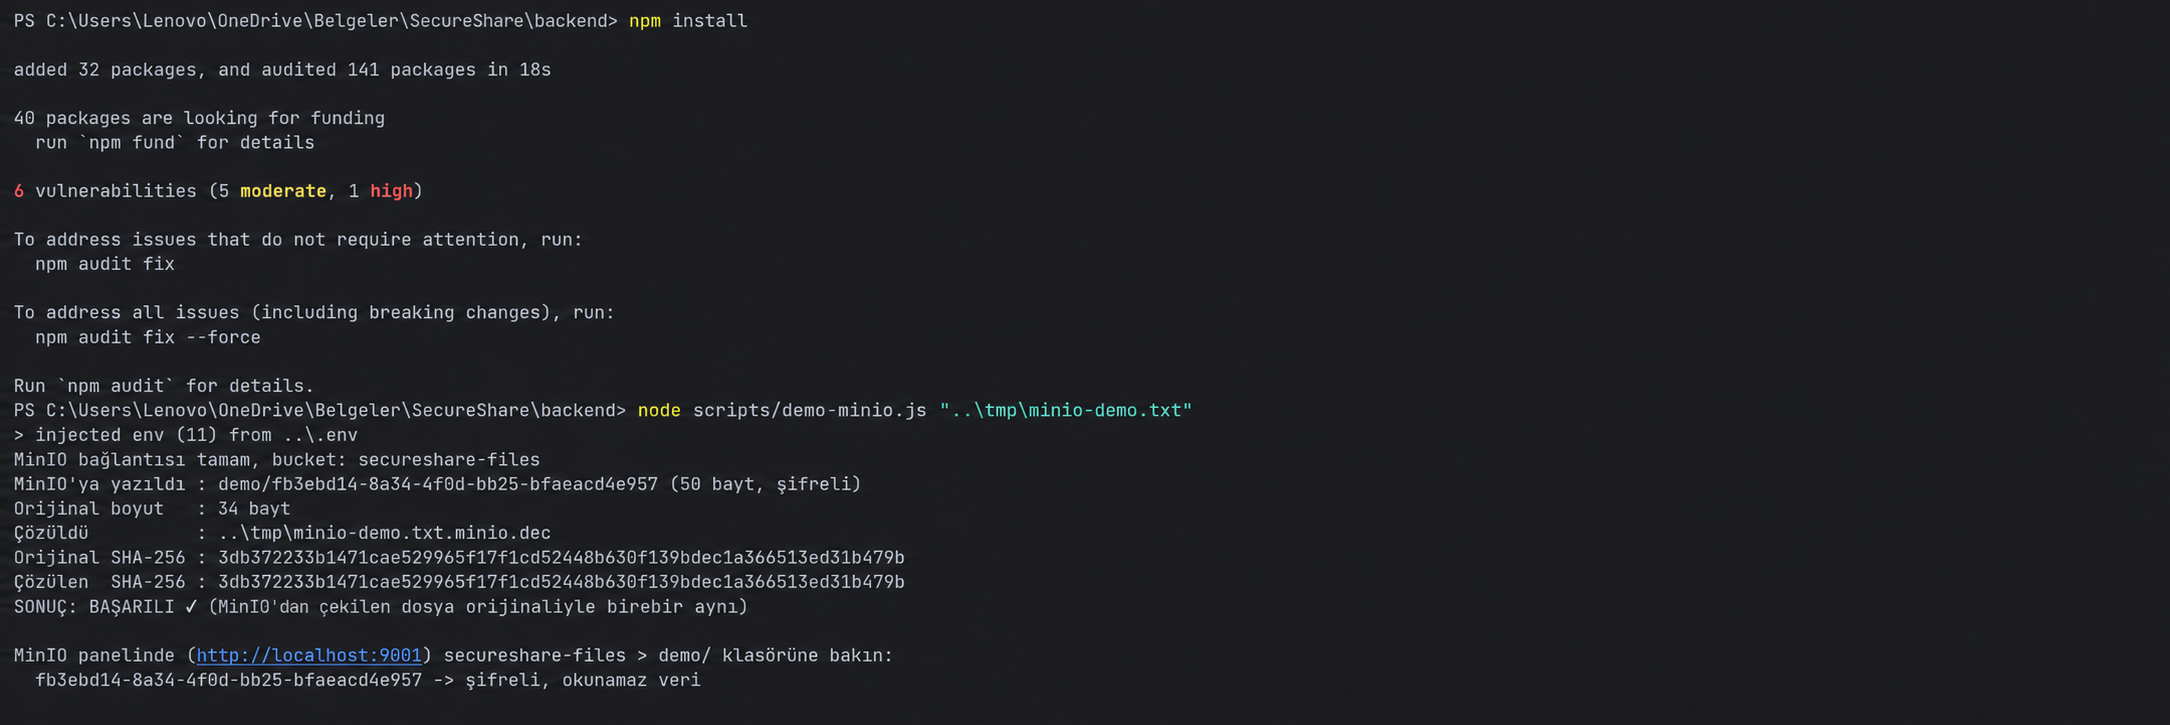 PS C:\Users\Lenovo\OneDrive\Belgeler\SecureShare\backend> npm install
added 32 packages, and audited 141 packages in 18s
40 packages are looking for funding
  run `npm fund` for details
6 vulnerabilities (5 moderate, 1 high)
To address issues that do not require attention, run:
  npm audit fix
To address all issues (including breaking changes), run:
  npm audit fix --force
Run `npm audit` for details.
PS C:\Users\Lenovo\OneDrive\Belgeler\SecureShare\backend> node scripts/demo-minio.js "..\tmp\minio-demo.txt"
> injected env (11) from ..\.env
MinIO bağlantısı tamam, bucket: secureshare-files
MinIO'ya yazıldı : demo/fb3ebd14-8a34-4f0d-bb25-bfaeacd4e957 (50 bayt, şifreli)
Orijinal boyut   : 34 bayt
Çözüldü          : ..\tmp\minio-demo.txt.minio.dec
Orijinal SHA-256 : 3db372233b1471cae529965f17f1cd52448b630f139bdec1a366513ed31b479b
Çözülen  SHA-256 : 3db372233b1471cae529965f17f1cd52448b630f139bdec1a366513ed31b479b
SONUÇ: BAŞARILI ✓ (MinIO'dan çekilen dosya orijinaliyle birebir aynı)
MinIO panelinde (http://localhost:9001) secureshare-files > demo/ klasörüne bakın:
  fb3ebd14-8a34-4f0d-bb25-bfaeacd4e957 -> şifreli, okunamaz veri